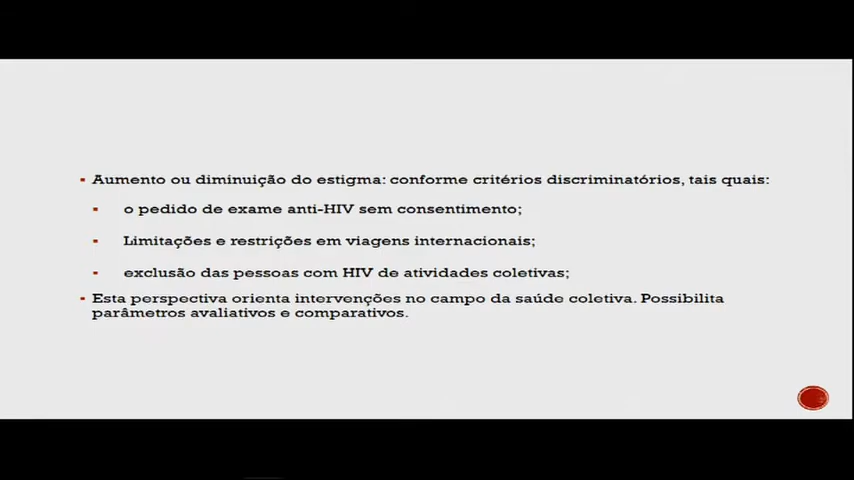 Aumento ou diminuição do estigma: conforme critérios discriminatórios, tais quais:
o pedido de exame anti-HIV sem consentimento;
Limitações e restrições em viagens internacionais;
exclusão das pessoas com HIV de atividades coletivas;
Esta perspectiva orienta intervenções no campo da saúde coletiva. Possibilita
parâmetros avaliativos e comparativos.